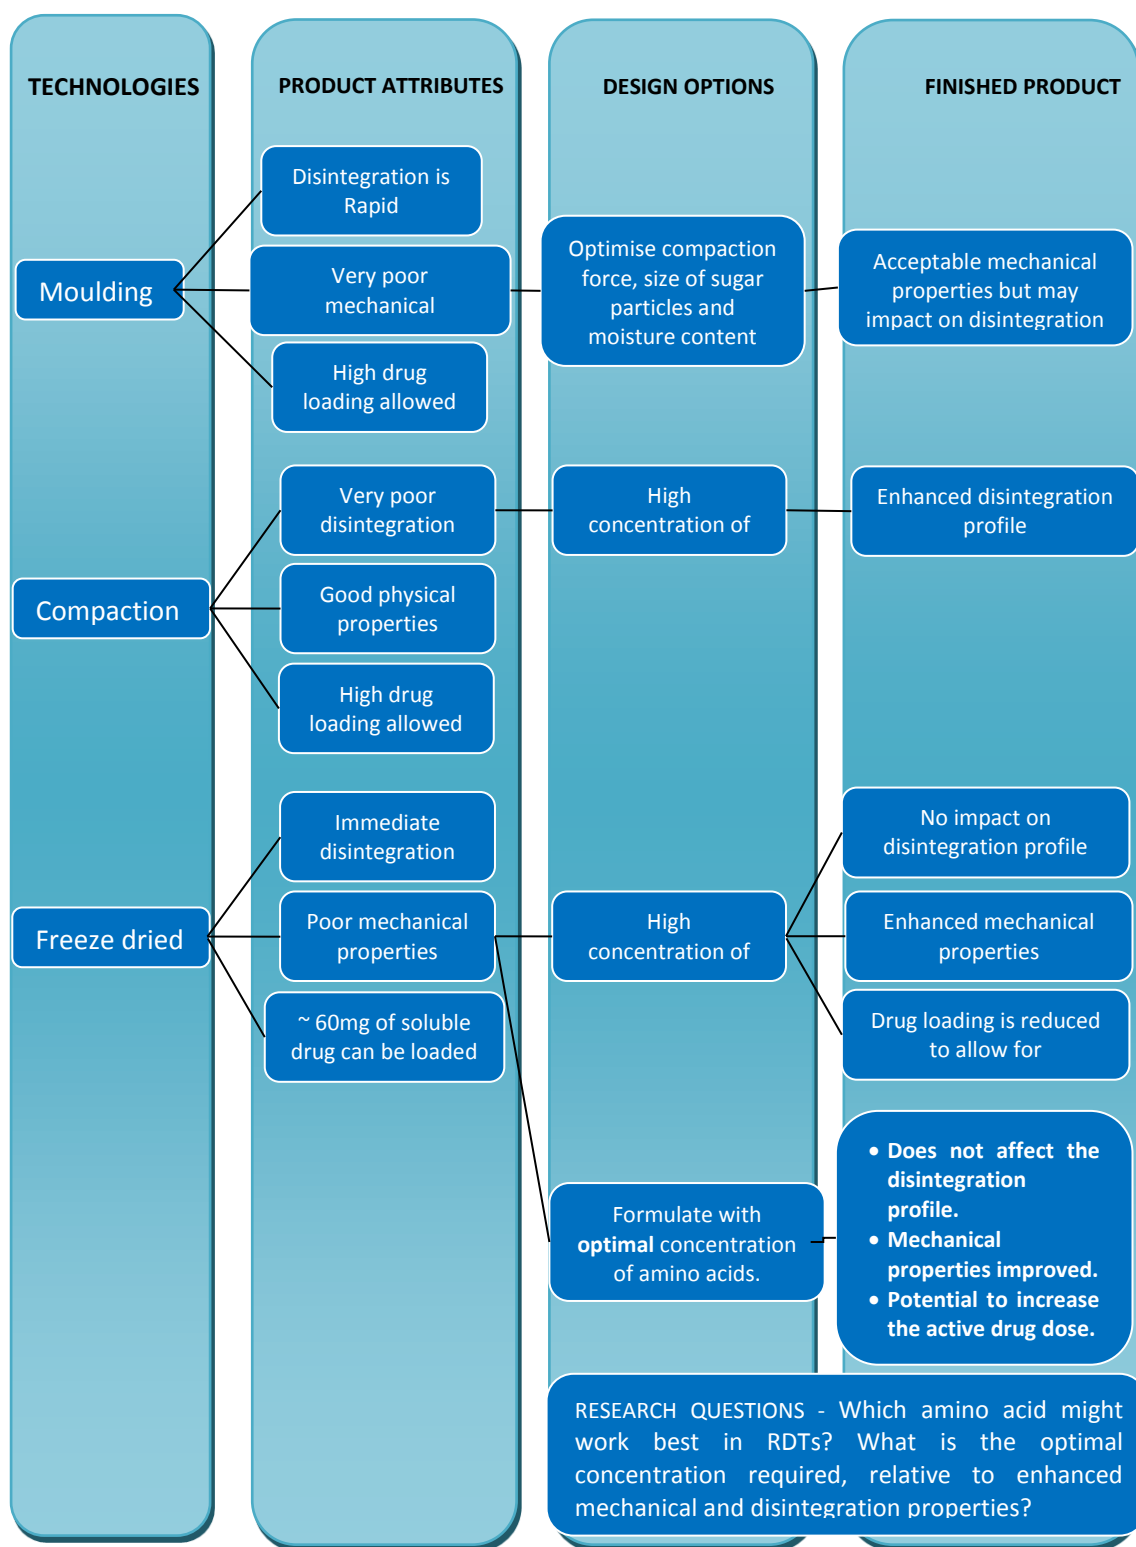 TECHNOLOGIES
PRODUCT ATTRIBUTES
DESIGN OPTIONS
FINISHED PRODUCT
Moulding
Disintegration is
Rapid
Very poor
mechanical
High drug
loading allowed
Optimise compaction
force, size of sugar
particles and
moisture content
Acceptable mechanical
properties but may
impact on disintegration
Compaction
Very poor
disintegration
Good physical
properties
High drug
loading allowed
High
concentration of
Enhanced disintegration
profile
Freeze dried
Immediate
disintegration
Poor mechanical
properties
~ 60mg of soluble
drug can be loaded
High
concentration of
No impact on
disintegration profile
Enhanced mechanical
properties
Drug loading is reduced
to allow for
Formulate with
optimal concentration
of amino acids.
• Does not affect the
disintegration
profile.
• Mechanical
properties improved.
• Potential to increase
the active drug dose.
RESEARCH QUESTIONS - Which amino acid might
work best in RDTs? What is the optimal
concentration required, relative to enhanced
mechanical and disintegration properties?